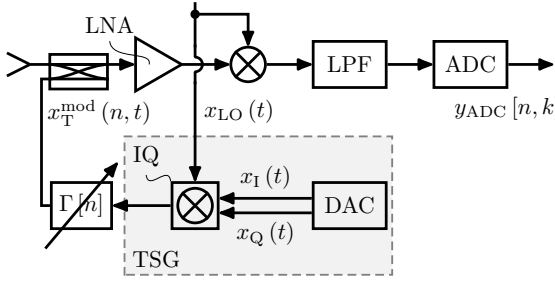 LNA
LPF
ADC
x_T^mod (n, t)
x_LO (t)
y_ADC [n, k
IQ
x_I (t)
Γ[n]
DAC
x_Q (t)
TSG